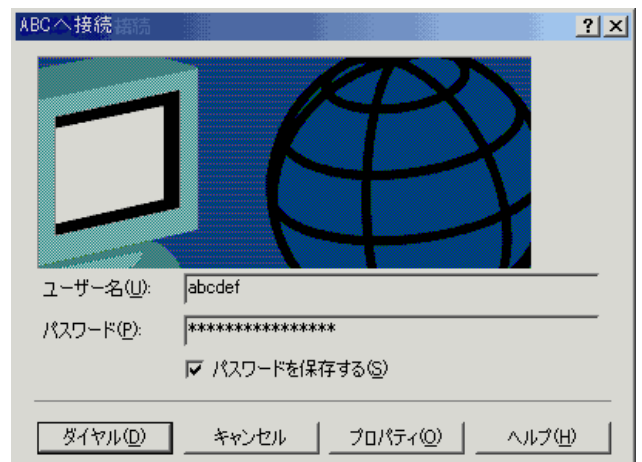 ABCへ接続
ユーザー名(U):
abcdef
パスワード(P):
****************
パスワードを保存する(S)
ダイヤル(D) キャンセル プロパティ(O) ヘルプ(H)